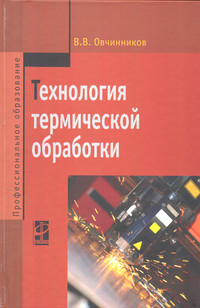 В.В. Овчинников
Технология
термической
обработки
Профессиональное образование